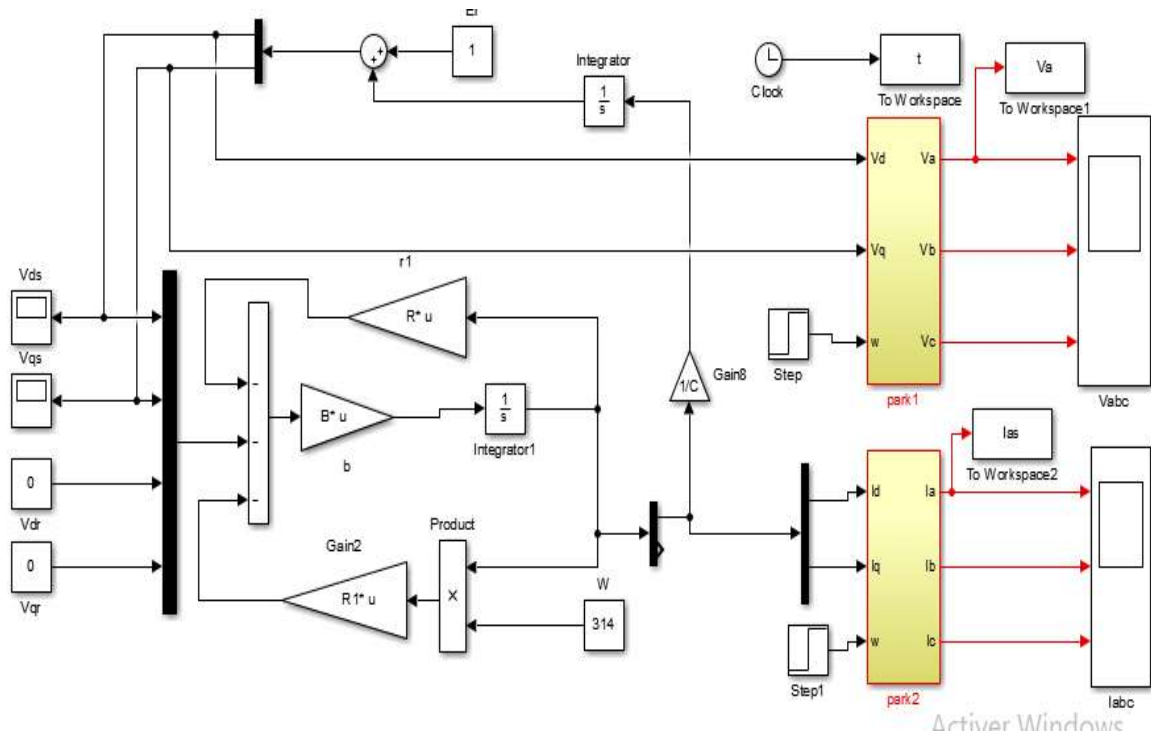 Er
1
+
+
Integrator
1
s
Clock
t
To Workspace
Va
To Workspace1
Vd
Va
Vq
Vb
w
Vc
Step
park1
Vabc
Vds
Vqs
0
Vdr
0
Vqr
r1
R* u
-
-
-
B* u
b
1
s
Integrator1
1/C
Gain8
Gain2
R1* u
Product
×
W
314
Ias
To Workspace2
Id
Ia
Iq
Ib
w
Ic
Step1
park2
Iabc
Activer Windows